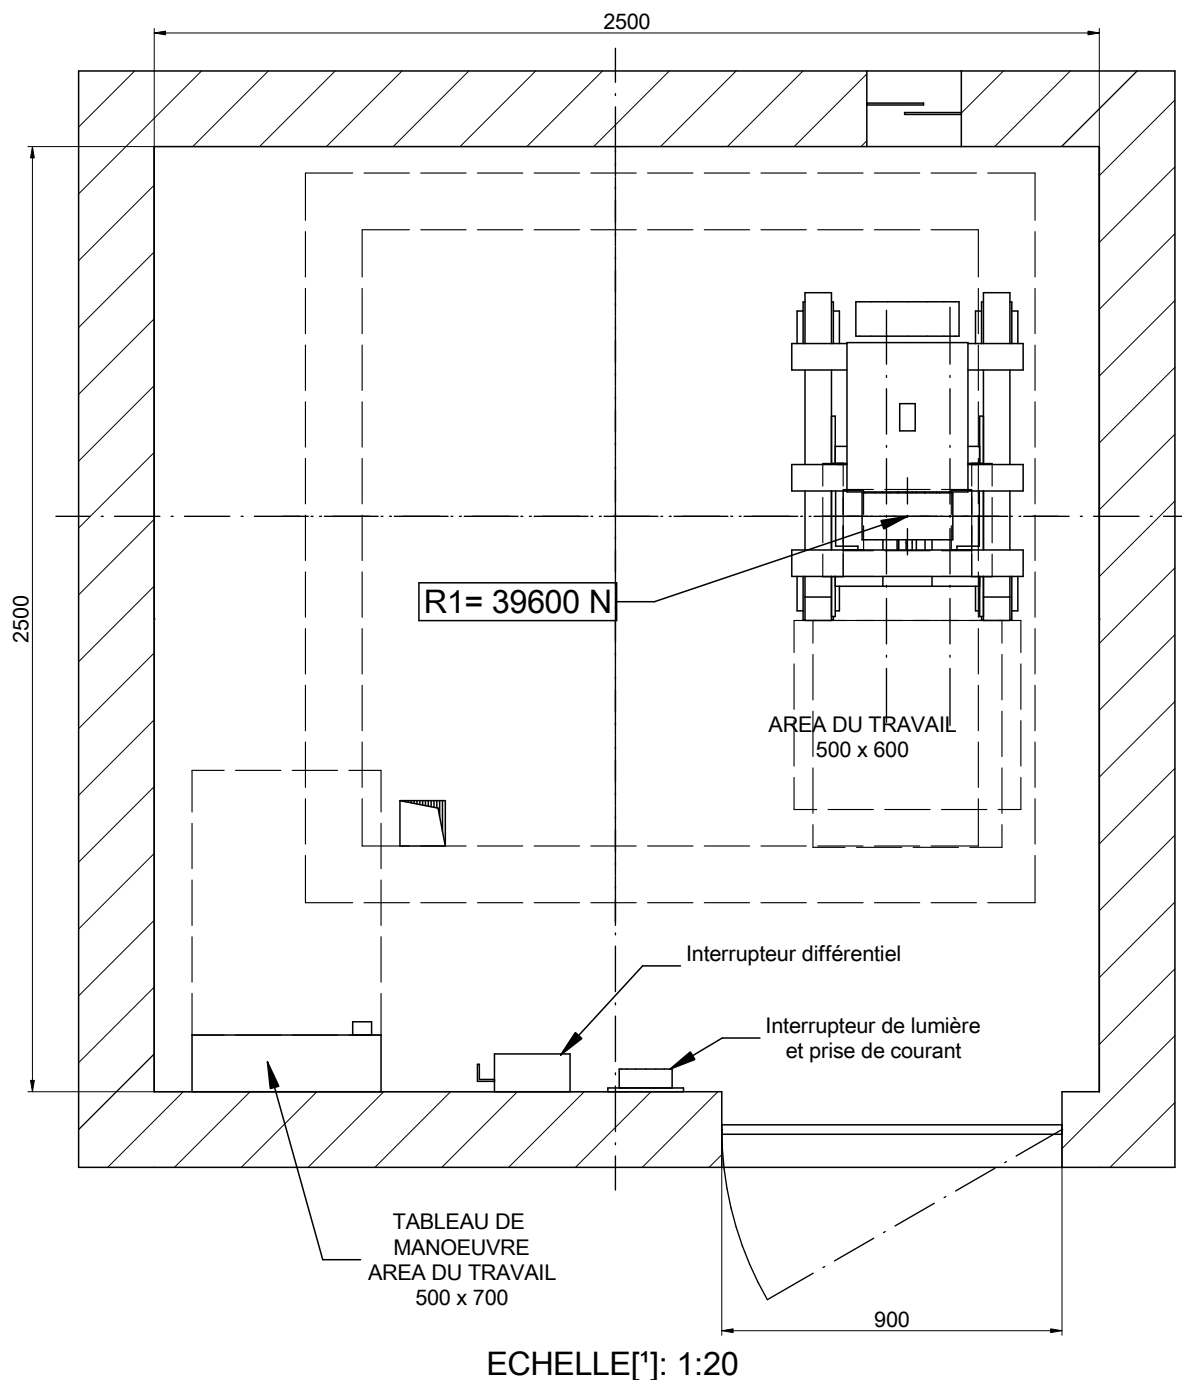 2500
2500
R1= 39600 N
AREA DU TRAVAIL
500 x 600
Interrupteur différentiel
Interrupteur de lumière
et prise de courant
TABLEAU DE
MANOEUVRE
AREA DU TRAVAIL
500 x 700
900
ECHELLE[¹]: 1:20